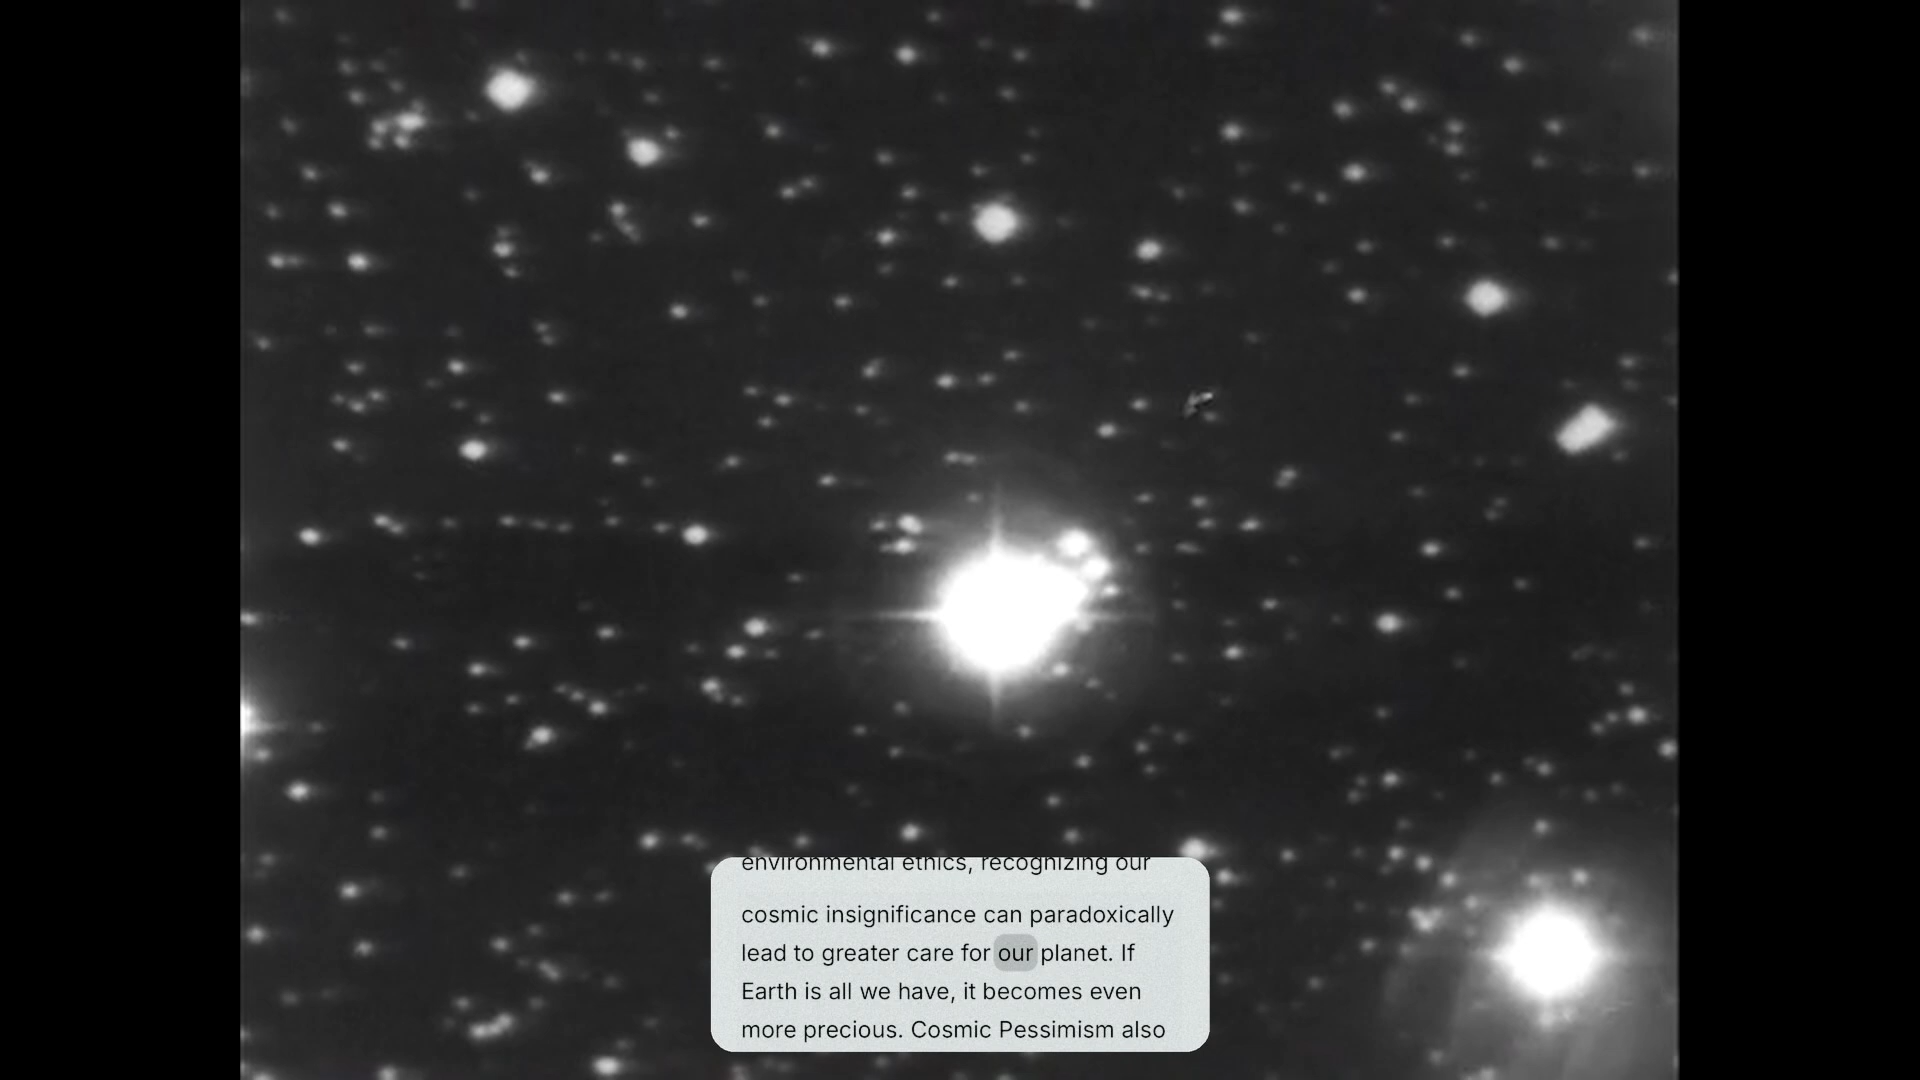 environmental ethics, recognizing our
cosmic insignificance can paradoxically
lead to greater care for our planet. If
Earth is all we have, it becomes even
more precious. Cosmic Pessimism also